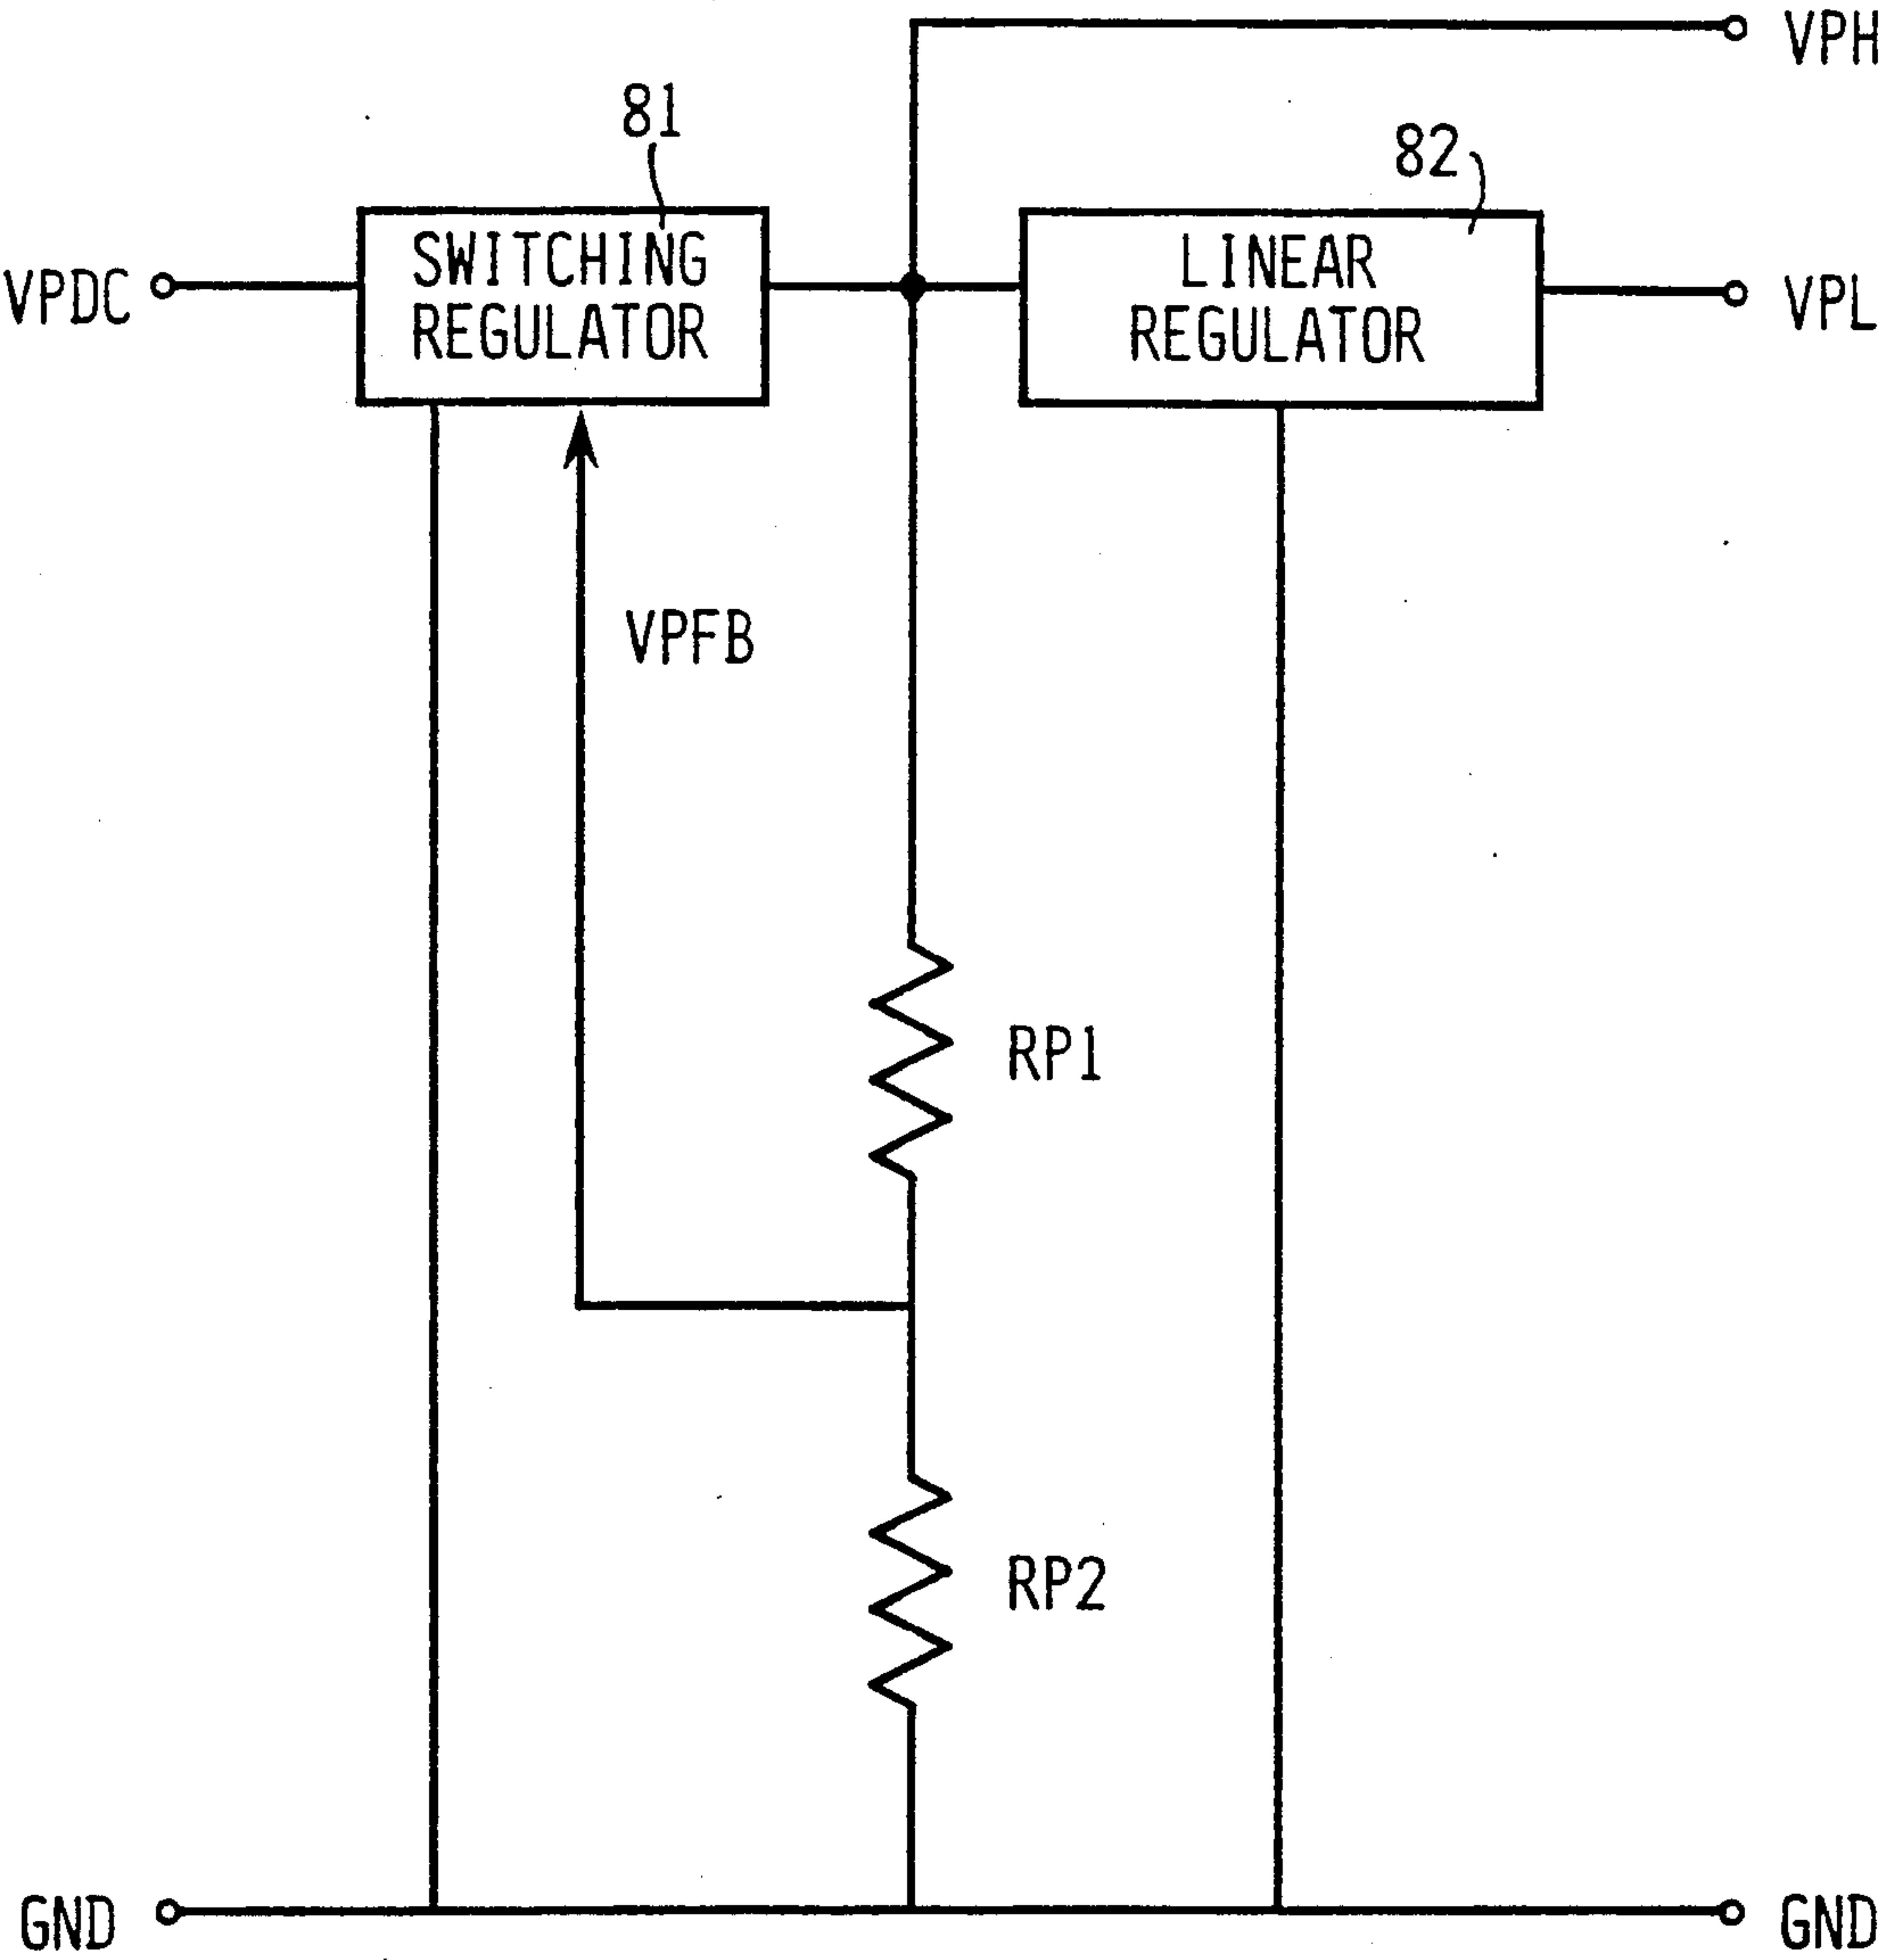 VPH
81
82
SWITCHING
REGULATOR
LINEAR
REGULATOR
VPDC
VPL
VPFB
RP1
RP2
GND
GND